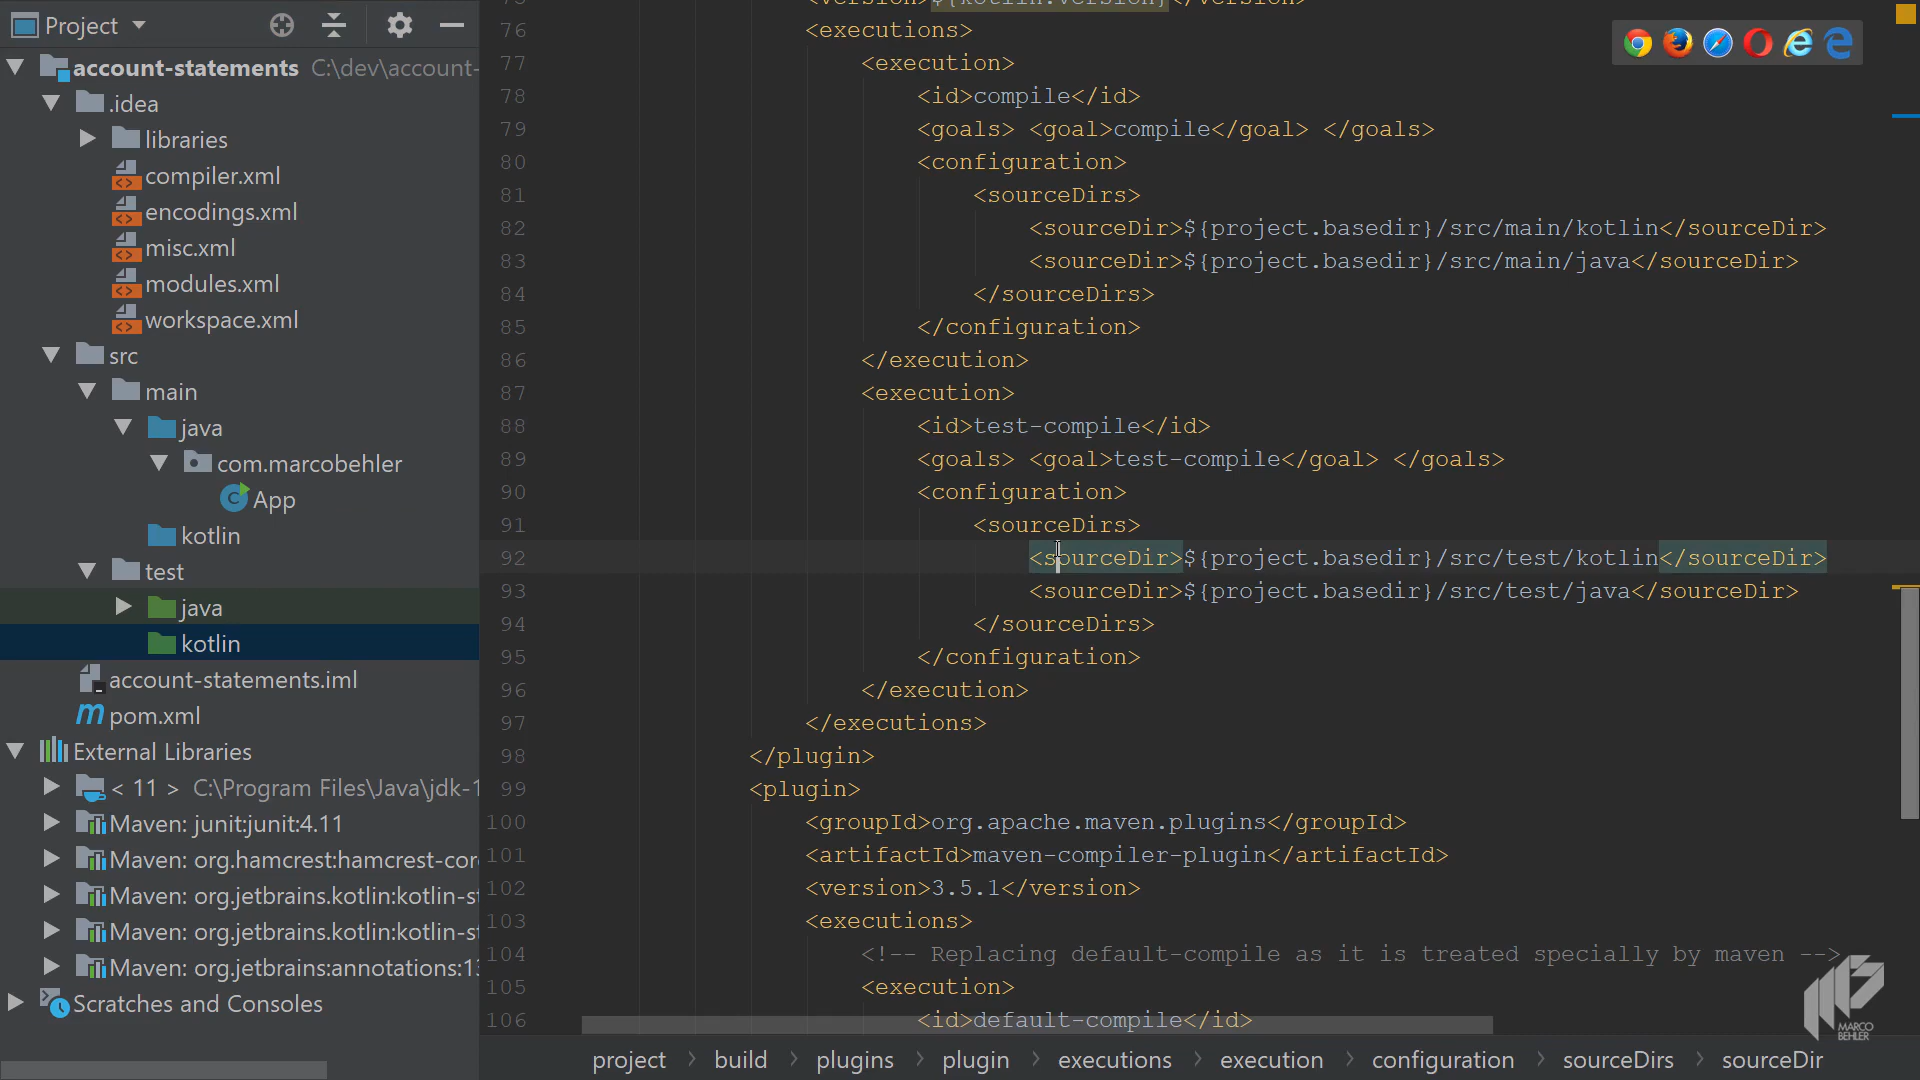 Project
account-statements C:\dev\account-
.idea
libraries
compiler.xml
encodings.xml
misc.xml
modules.xml
workspace.xml
src
main
java
com.marcobehler
App
kotlin
test
java
kotlin
account-statements.iml
pom.xml
External Libraries
< 11 > C:\Program Files\Java\jdk-1
Maven: junit:junit:4.11
Maven: org.hamcrest:hamcrest-cor
Maven: org.jetbrains.kotlin:kotlin-st
Maven: org.jetbrains.kotlin:kotlin-st
Maven: org.jetbrains:annotations:13
Scratches and Consoles
75 <version>${kotlin.version}</version>
76 <executions>
77 <execution>
78 <id>compile</id>
79 <goals> <goal>compile</goal> </goals>
80 <configuration>
81 <sourceDirs>
82 <sourceDir>${project.basedir}/src/main/kotlin</sourceDir>
83 <sourceDir>${project.basedir}/src/main/java</sourceDir>
84 </sourceDirs>
85 </configuration>
86 </execution>
87 <execution>
88 <id>test-compile</id>
89 <goals> <goal>test-compile</goal> </goals>
90 <configuration>
91 <sourceDirs>
92 <sourceDir>${project.basedir}/src/test/kotlin</sourceDir>
93 <sourceDir>${project.basedir}/src/test/java</sourceDir>
94 </sourceDirs>
95 </configuration>
96 </execution>
97 </executions>
98 </plugin>
99 <plugin>
100 <groupId>org.apache.maven.plugins</groupId>
101 <artifactId>maven-compiler-plugin</artifactId>
102 <version>3.5.1</version>
103 <executions>
104 <!-- Replacing default-compile as it is treated specially by maven -->
105 <execution>
106 <id>default-compile</id>
MARCO
BEHLER
project > build > plugins > plugin > executions > execution > configuration > sourceDirs > sourceDir